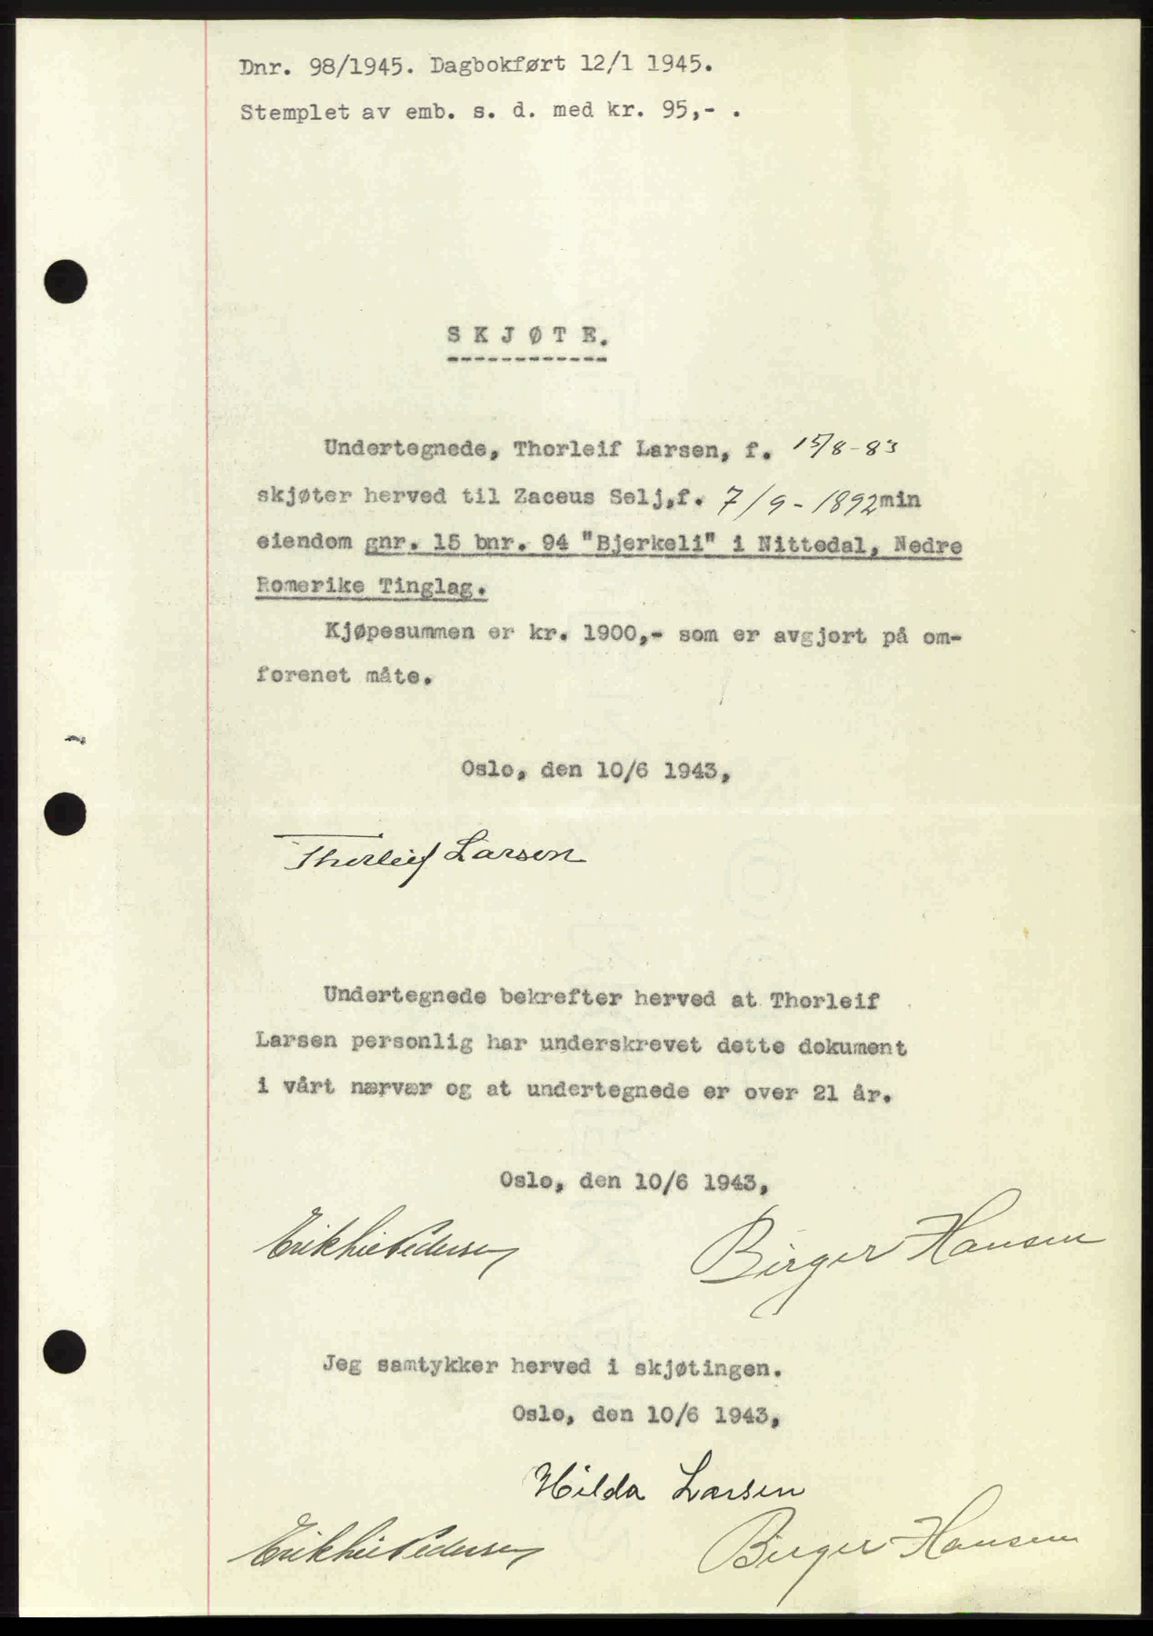 Dnr. 98/1945. Dagbokført 12/1 1945.
Stemplet av emb. s. d. med kr. 95,- .
S K J Ø T E.
Undertegnede, Thorleif Larsen, f. 15/8-83
skjøter herved til Zaceus Selj,f. 7/9-1892 min
eiendom gnr. 15 bnr. 94 "Bjerkeli" i Nittedal, Nedre
Romerike Tinglag.
Kjøpesummen er kr. 1900,- som er avgjort på om-
forenet måte.
Oslo, den 10/6 1943,
Thorleif Larsen
Undertegnede bekrefter herved at Thorleif
Larsen personlig har underskrevet dette dokument
i vårt nærvær og at undertegnede er over 21 år.
Oslo, den 10/6 1943,
Pedersen Birger Hansen
Jeg samtykker herved i skjøtingen.
Oslo, den 10/6 1943,
Hilda Larsen
Pedersen Birger Hansen